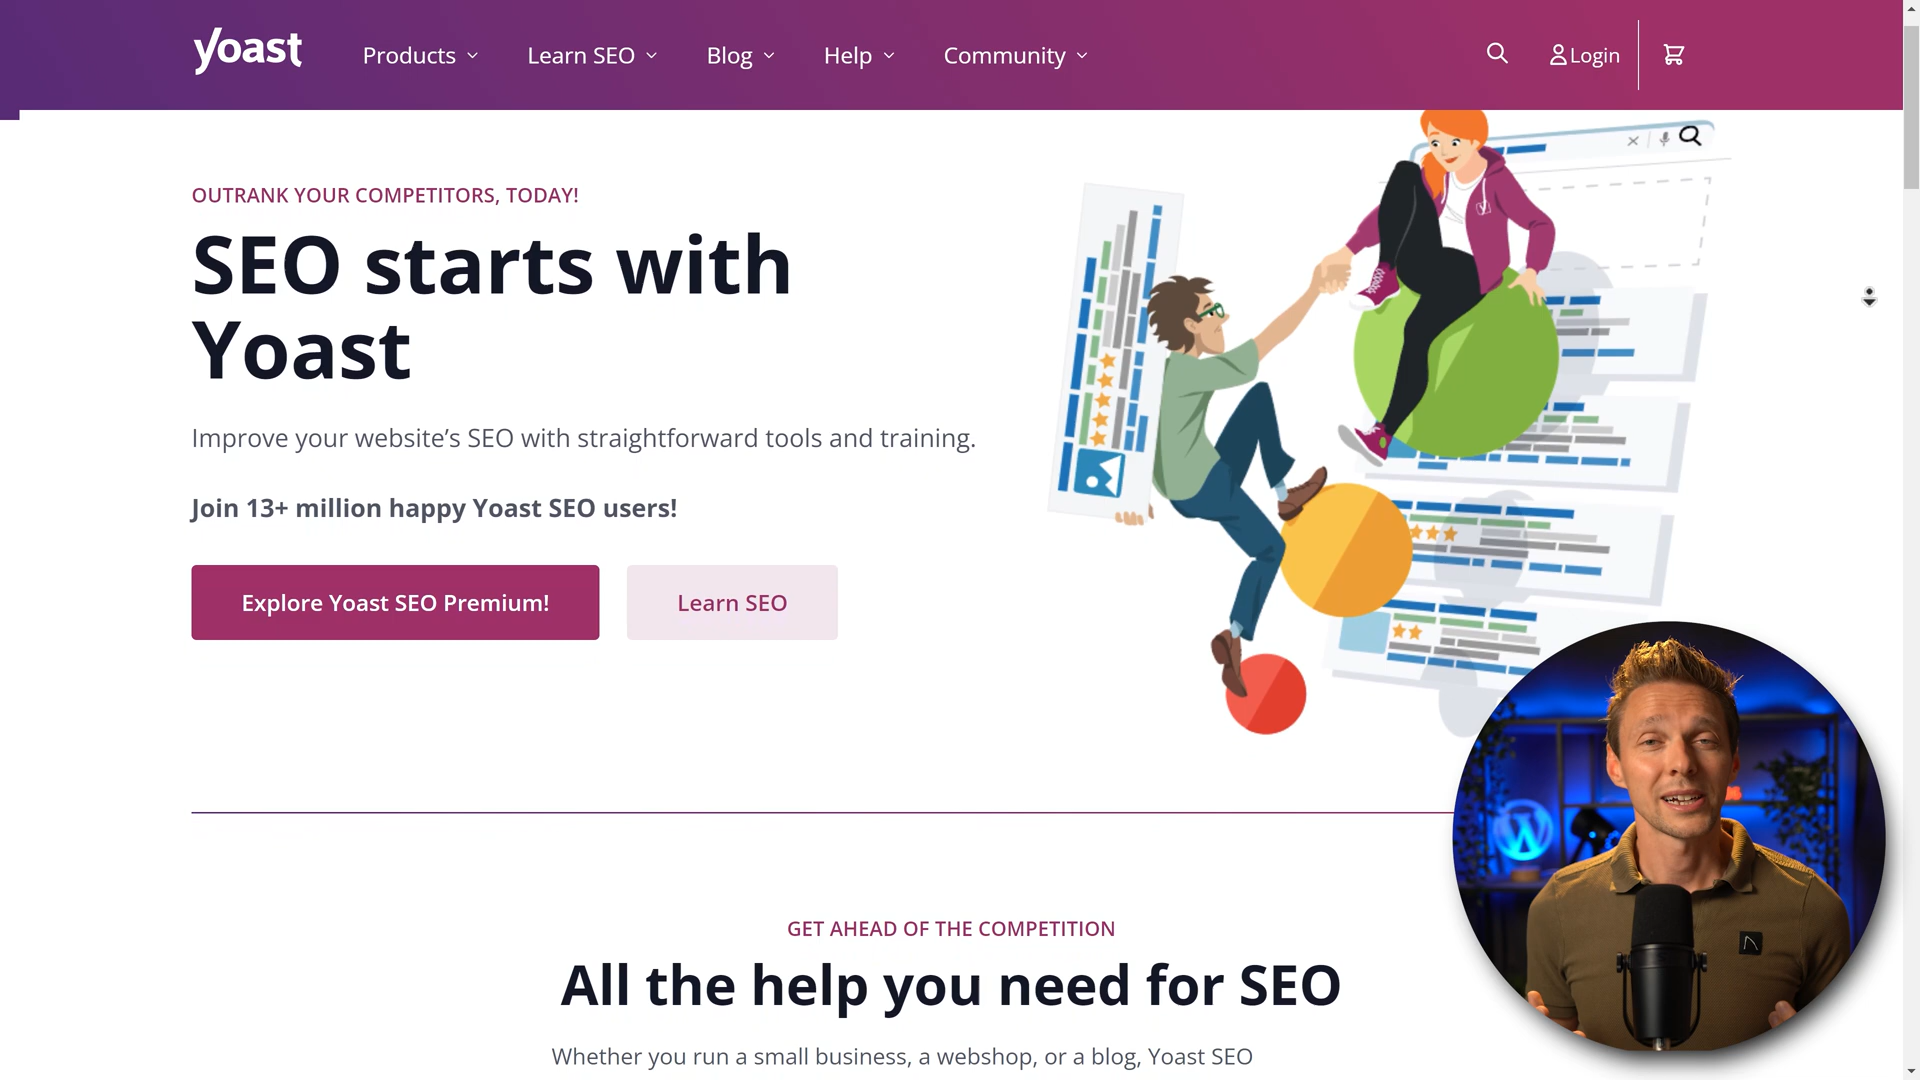 yoast
Products
Learn SEO
Blog
Help
Community
Login
OUTRANK YOUR COMPETITORS, TODAY!
SEO starts with
Yoast
Improve your website’s SEO with straightforward tools and training.
Join 13+ million happy Yoast SEO users!
Explore Yoast SEO Premium!
Learn SEO
GET AHEAD OF THE COMPETITION
All the help you need for SEO
Whether you run a small business, a webshop, or a blog, Yoast SEO